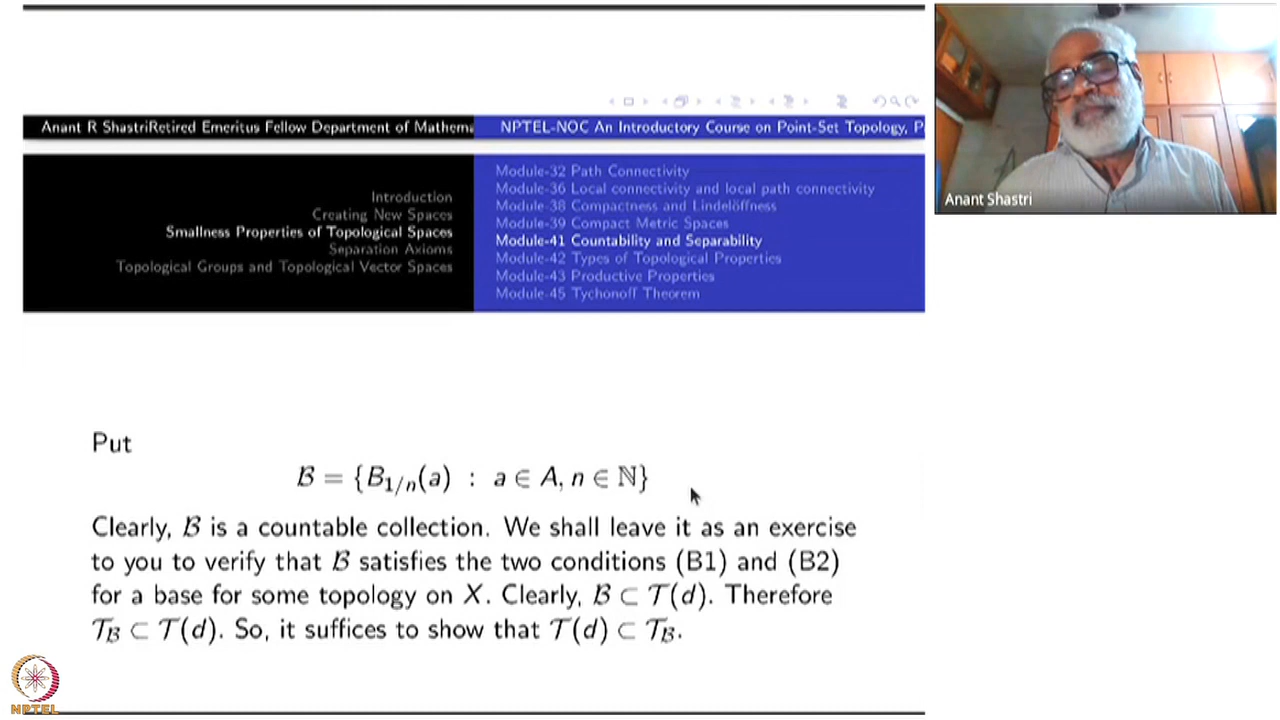 Anant R ShastriRetired Emeritus Fellow Department of Mathema
NPTEL-NOC An Introductory Course on Point-Set Topology, P
Introduction
Creating New Spaces
Smallness Properties of Topological Spaces
Separation Axioms
Topological Groups and Topological Vector Spaces
Module-32 Path Connectivity
Module-36 Local connectivity and local path connectivity
Module-38 Compactness and Lindelöffness
Module-39 Compact Metric Spaces
Module-41 Countability and Separability
Module-42 Types of Topological Properties
Module-43 Productive Properties
Module-45 Tychonoff Theorem
Put
ℬ = {B_{1/n}(a) : a ∈ A, n ∈ ℕ}
Clearly, ℬ is a countable collection. We shall leave it as an exercise
to you to verify that ℬ satisfies the two conditions (B1) and (B2)
for a base for some topology on X. Clearly, ℬ ⊂ 𝒯(d). Therefore
𝒯_ℬ ⊂ 𝒯(d). So, it suffices to show that 𝒯(d) ⊂ 𝒯_ℬ.
Anant Shastri
NPTEL